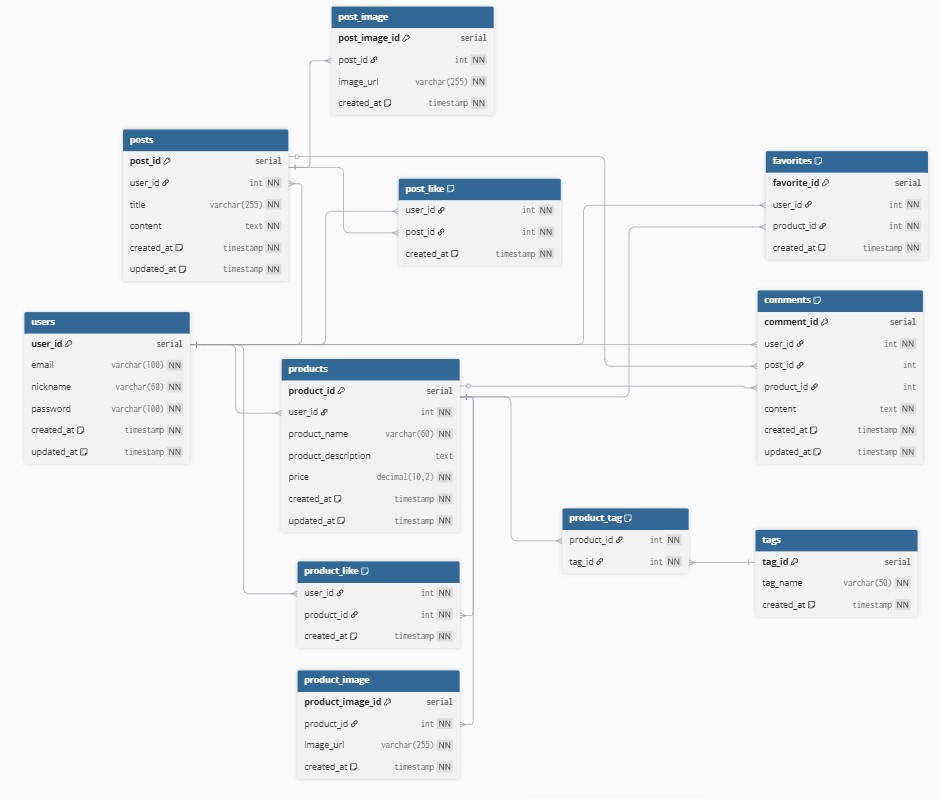 post_image
post_image_id serial
post_id int NN
image_url varchar(255) NN
created_at timestamp NN
posts
post_id serial
user_id int NN
title varchar(255) NN
content text NN
created_at timestamp NN
updated_at timestamp NN
post_like
user_id int NN
post_id int NN
created_at timestamp NN
favorites
favorite_id serial
user_id int NN
product_id int NN
created_at timestamp NN
users
user_id serial
email varchar(100) NN
nickname varchar(60) NN
password varchar(100) NN
created_at timestamp NN
updated_at timestamp NN
products
product_id serial
user_id int NN
product_name varchar(60) NN
product_description text
price decimal(10,2) NN
created_at timestamp NN
updated_at timestamp NN
comments
comment_id serial
user_id int NN
post_id int
product_id int
content text NN
created_at timestamp NN
updated_at timestamp NN
product_tag
product_id int NN
tag_id int NN
tags
tag_id serial
tag_name varchar(50) NN
created_at timestamp NN
product_like
user_id int NN
product_id int NN
created_at timestamp NN
product_image
product_image_id serial
product_id int NN
image_url varchar(255) NN
created_at timestamp NN